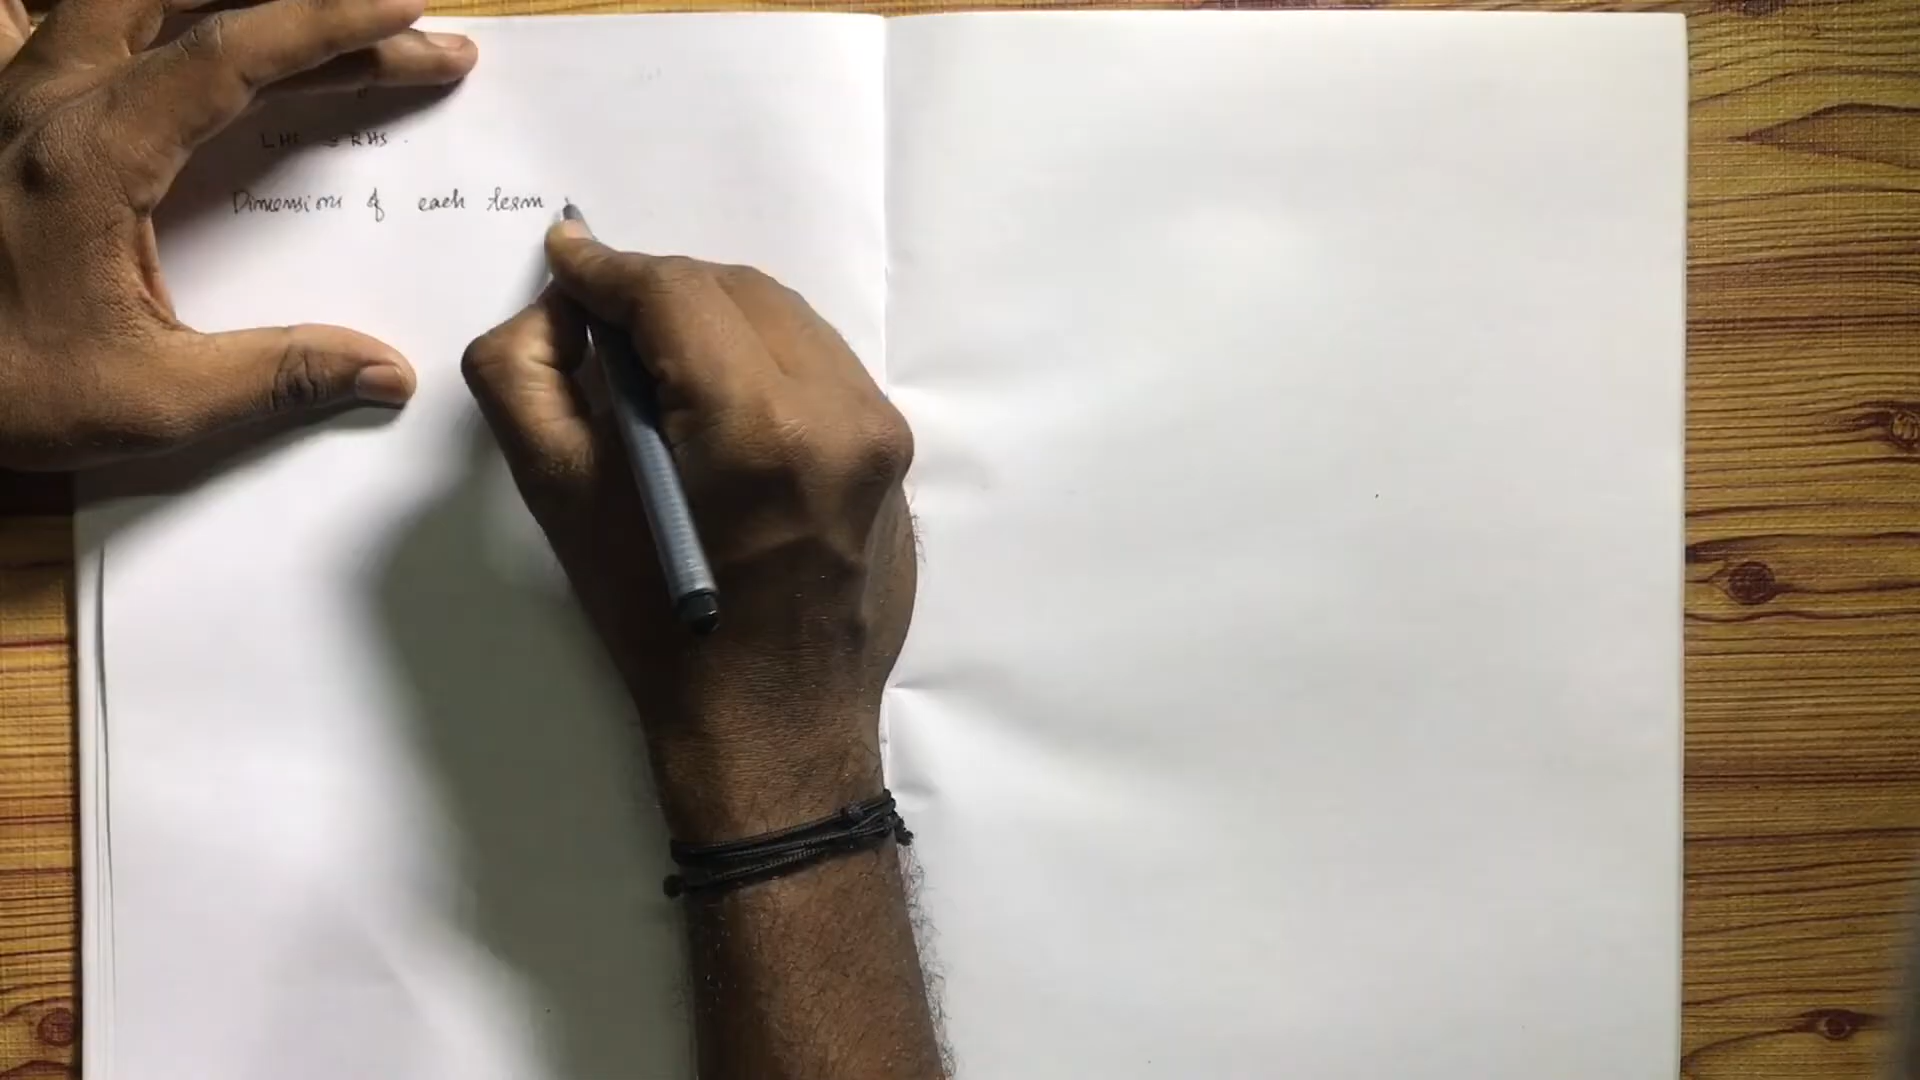 LHS = RHS.
Dimensions of each term